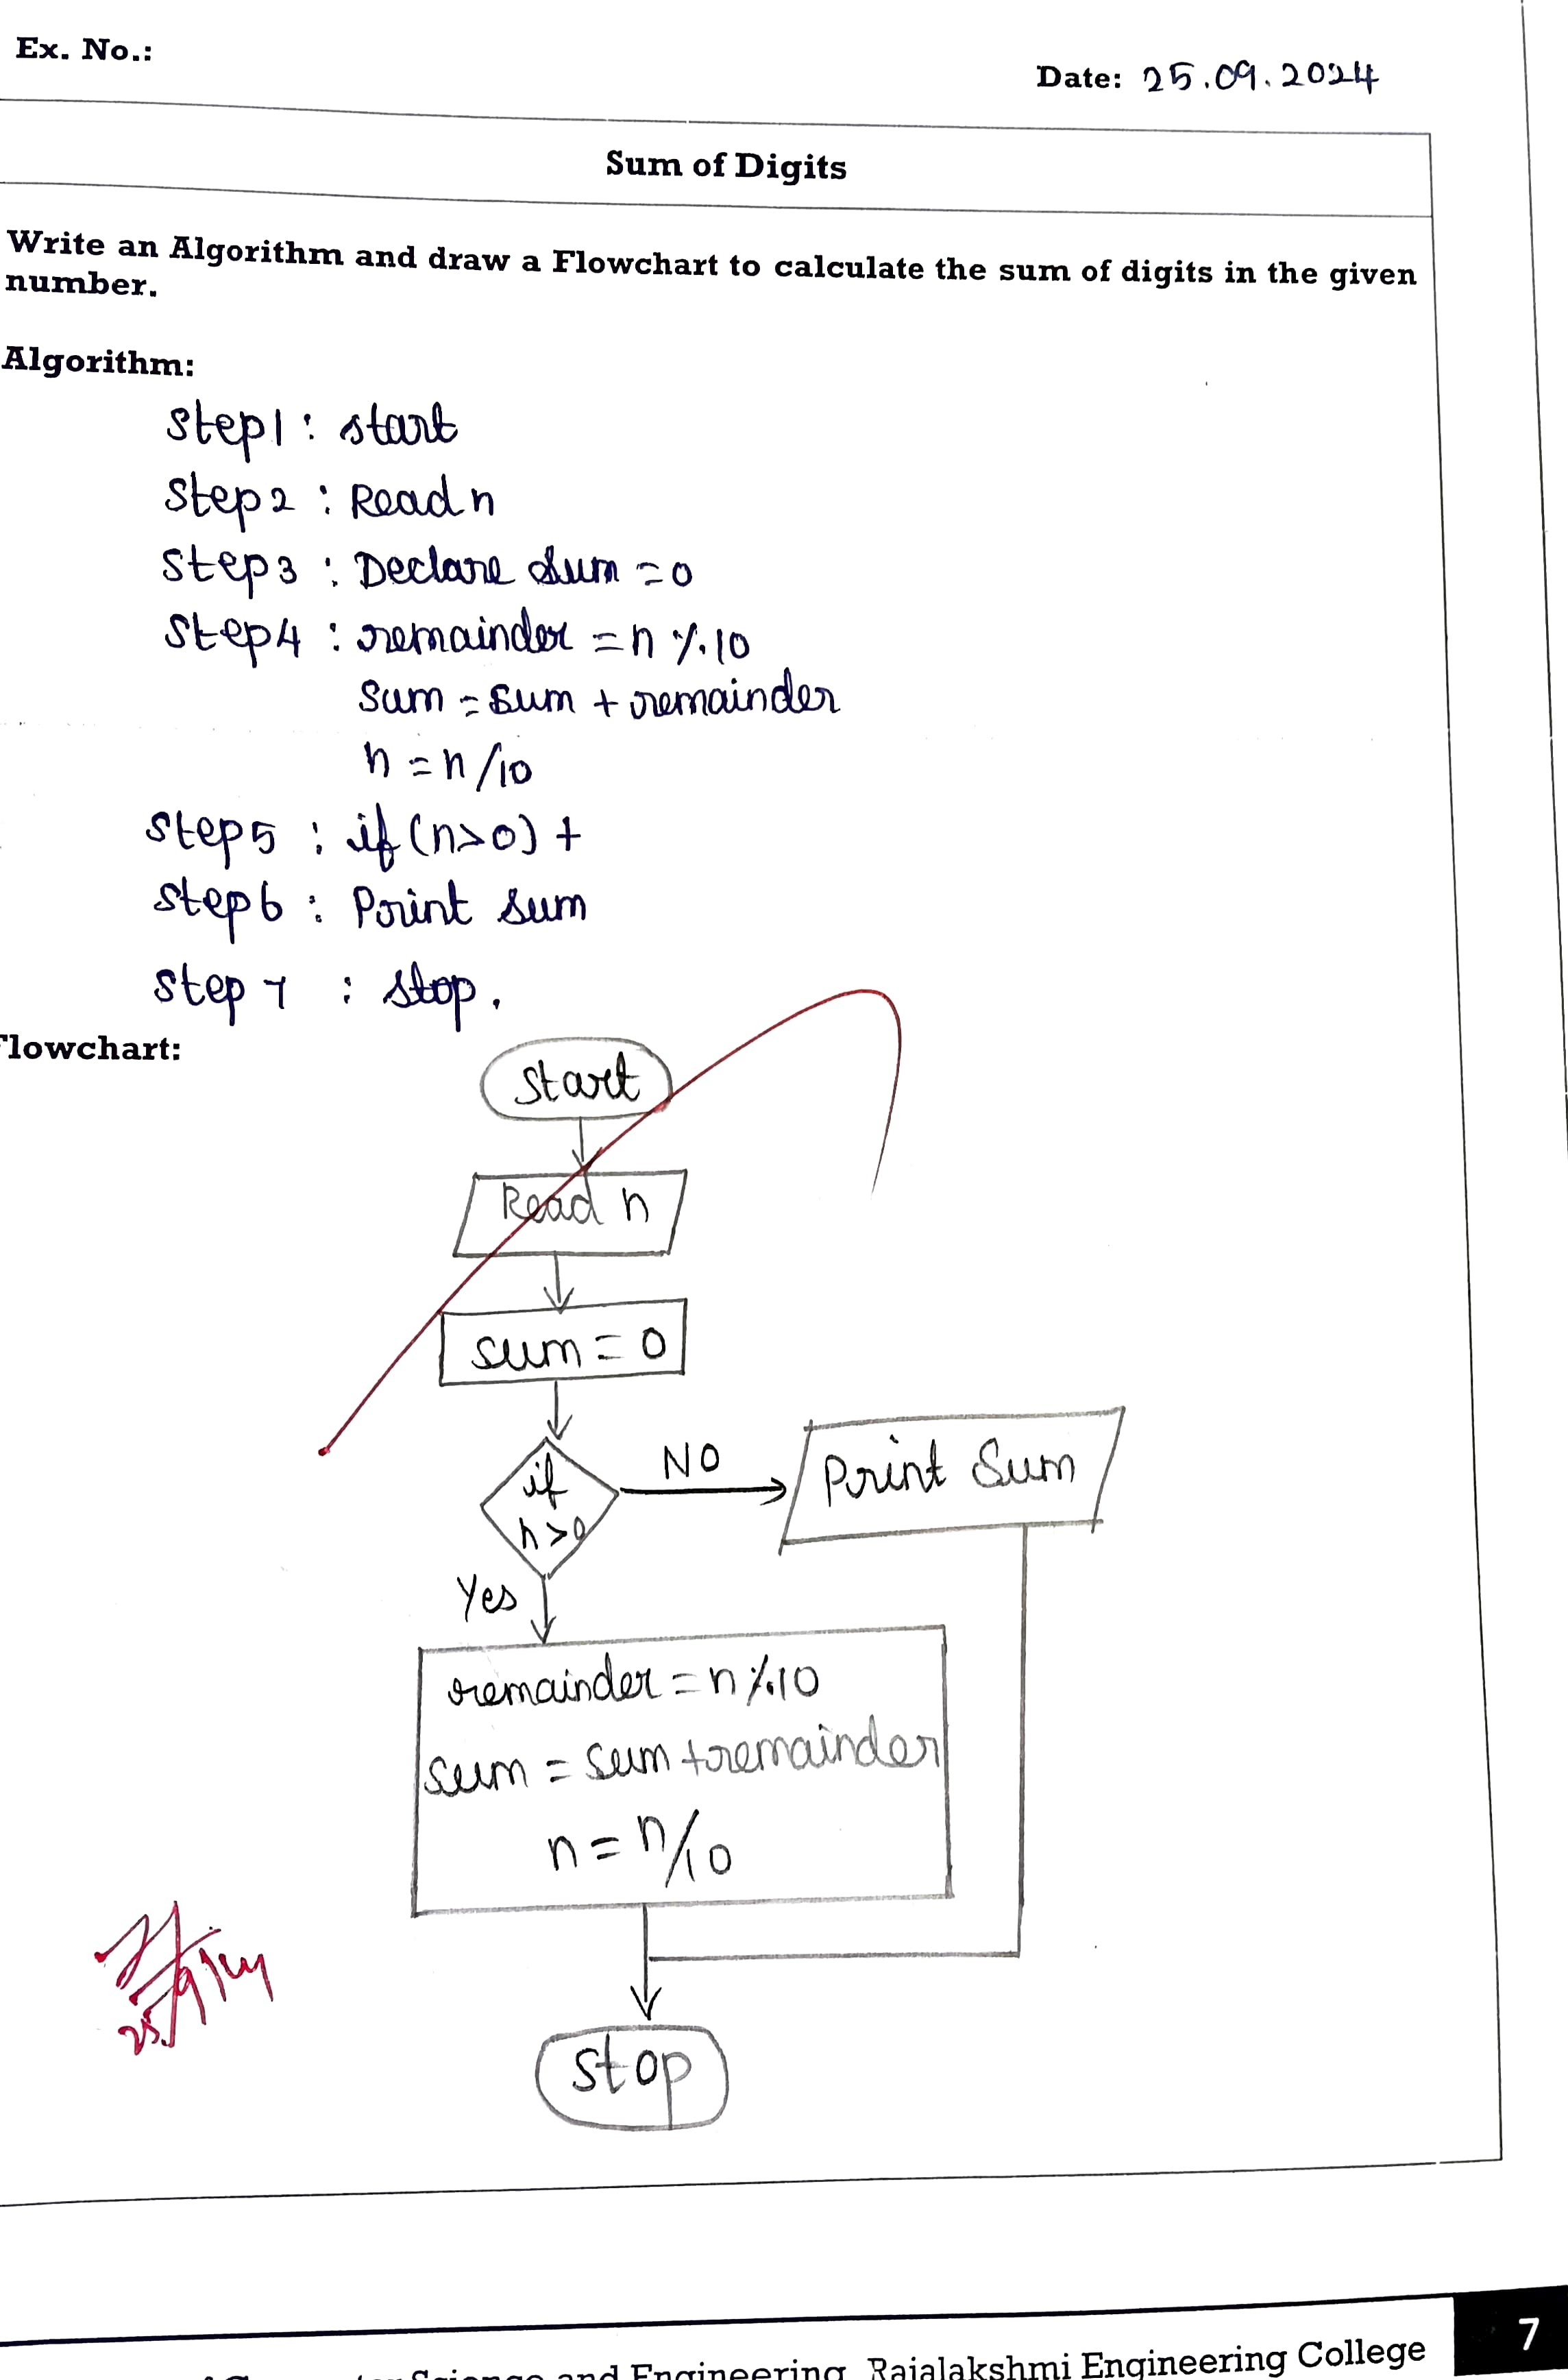 Ex. No.:
Date: 25.09.2024
Sum of Digits
Write an Algorithm and draw a Flowchart to calculate the sum of digits in the given
number.
Algorithm:
Step1 : start
Step2 : Read n
Step3 : Declare sum = 0
Step4 : remainder = n % 10
sum = sum + remainder
n = n/10
Step5 : if (n>0) +
Step6 : Print sum
Step 7 : stop.
lowchart:
Start
Read n
sum = 0
if
n>0
NO
Print Sum
Yes
remainder = n % 10
sum = sum + remainder
n = n/10
stop
Science and Engineering, Rajalakshmi Engineering College
7